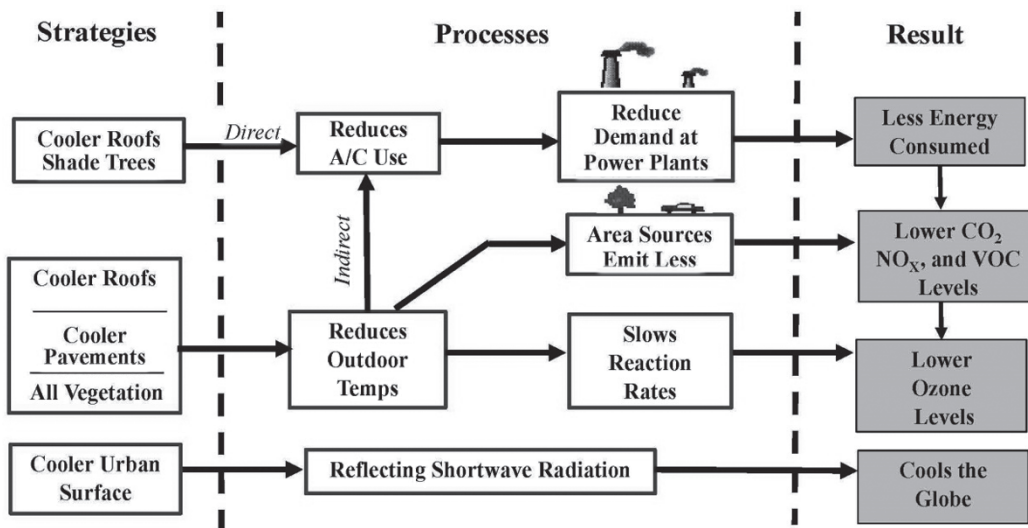 Strategies
Processes
Result
Cooler Roofs
Shade Trees
Direct
Reduces
A/C Use
Reduce
Demand at
Power Plants
Less Energy
Consumed
Indirect
Area Sources
Emit Less
Lower CO₂
NOₓ, and VOC
Levels
Cooler Roofs
Cooler
Pavements
All Vegetation
Reduces
Outdoor
Temps
Slows
Reaction
Rates
Lower
Ozone
Levels
Cooler Urban
Surface
Reflecting Shortwave Radiation
Cools the
Globe